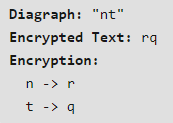 Diagraph: "nt"
Encrypted Text: rq
Encryption:
n -> r
t -> q